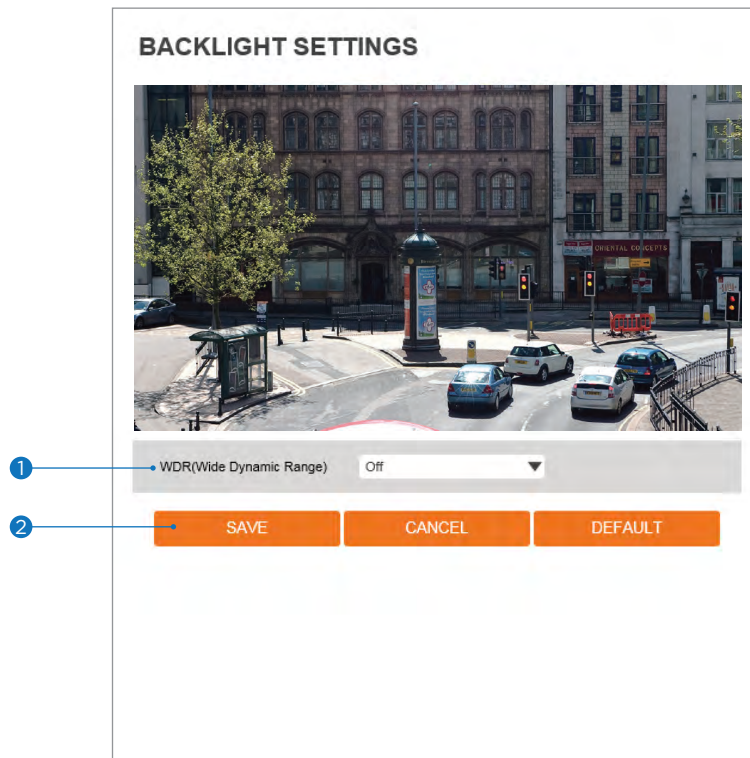 BACKLIGHT SETTINGS
ORIENTAL CONCEPTS
1
WDR(Wide Dynamic Range)
Off
2
SAVE
CANCEL
DEFAULT